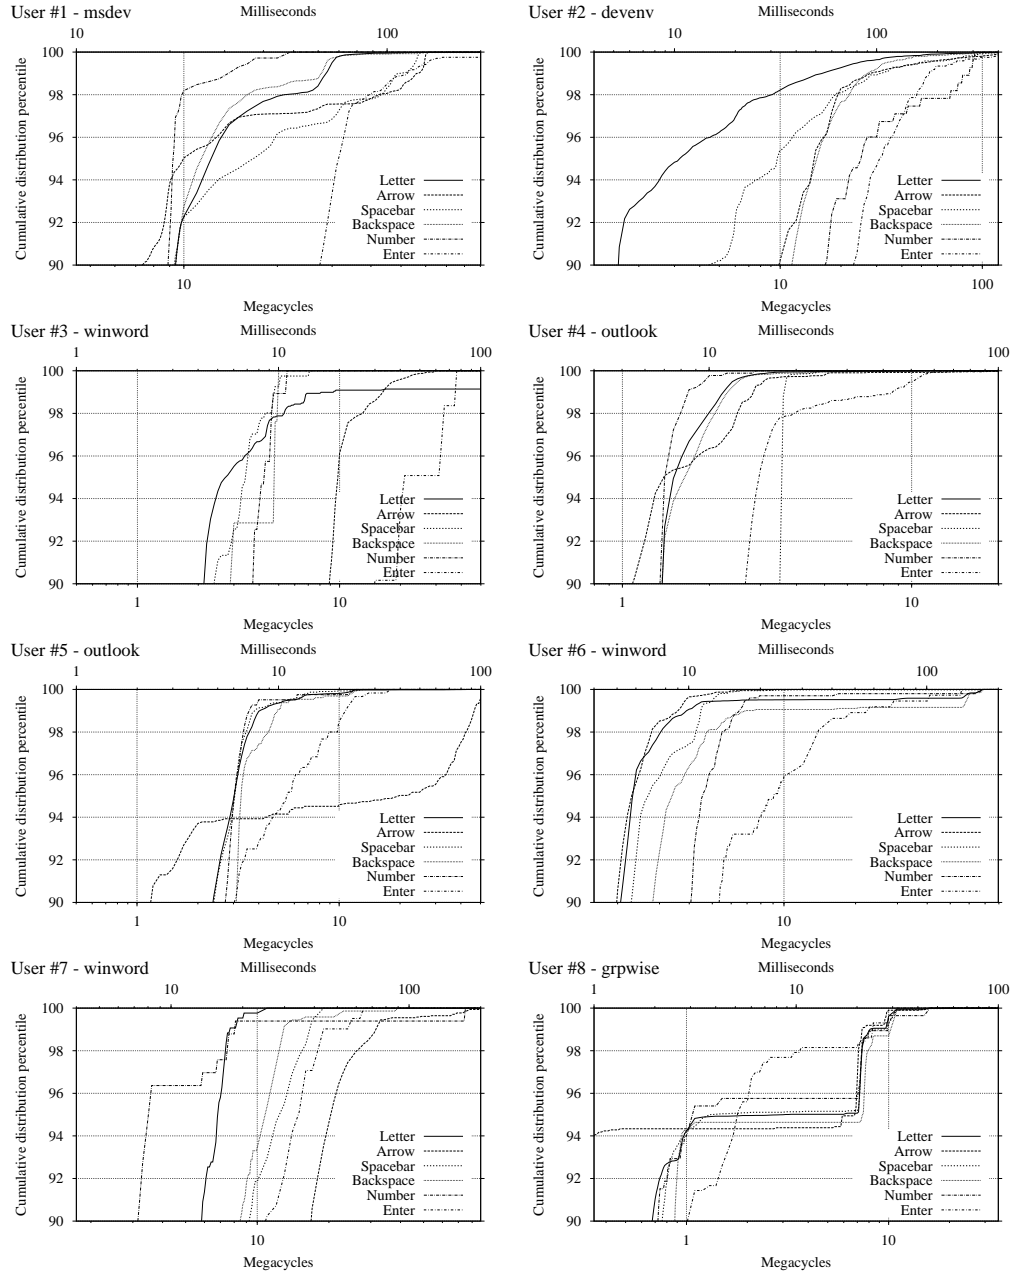 User #1 - msdev
Milliseconds
10 100
100
98
96
94
92
90
Cumulative distribution percentile
Letter
Arrow
Spacebar
Backspace
Number
Enter
10
Megacycles
User #2 - devenv
Milliseconds
10 100
100
98
96
94
92
90
Cumulative distribution percentile
Letter
Arrow
Spacebar
Backspace
Number
Enter
10 100
Megacycles
User #3 - winword
Milliseconds
1 10 100
100
98
96
94
92
90
Cumulative distribution percentile
Letter
Arrow
Spacebar
Backspace
Number
Enter
1 10
Megacycles
User #4 - outlook
Milliseconds
10 100
100
98
96
94
92
90
Cumulative distribution percentile
Letter
Arrow
Spacebar
Backspace
Number
Enter
1 10
Megacycles
User #5 - outlook
Milliseconds
1 10 100
100
98
96
94
92
90
Cumulative distribution percentile
Letter
Arrow
Spacebar
Backspace
Number
Enter
1 10
Megacycles
User #6 - winword
Milliseconds
10 100
100
98
96
94
92
90
Cumulative distribution percentile
Letter
Arrow
Spacebar
Backspace
Number
Enter
10
Megacycles
User #7 - winword
Milliseconds
10 100
100
98
96
94
92
90
Cumulative distribution percentile
Letter
Arrow
Spacebar
Backspace
Number
Enter
10
Megacycles
User #8 - grpwise
Milliseconds
1 10 100
100
98
96
94
92
90
Cumulative distribution percentile
Letter
Arrow
Spacebar
Backspace
Number
Enter
1 10
Megacycles